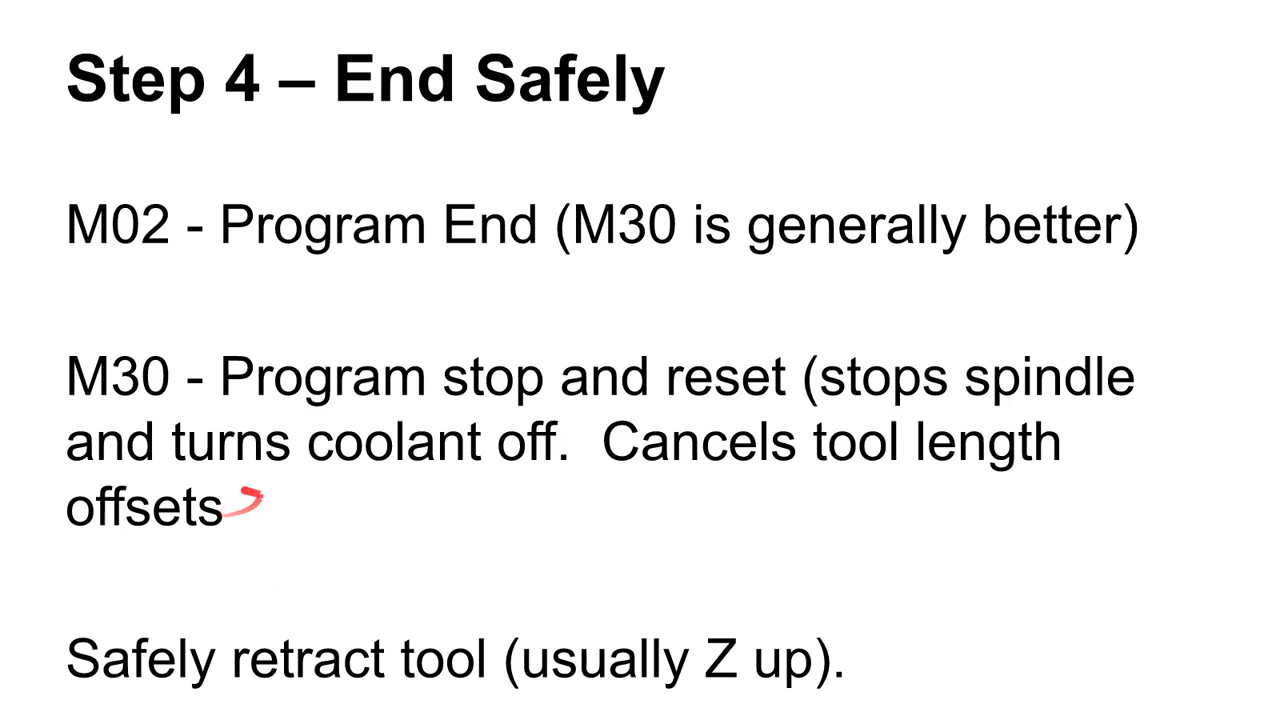 Step 4 – End Safely
M02 - Program End (M30 is generally better)
M30 - Program stop and reset (stops spindle
and turns coolant off.  Cancels tool length
offsets
Safely retract tool (usually Z up).